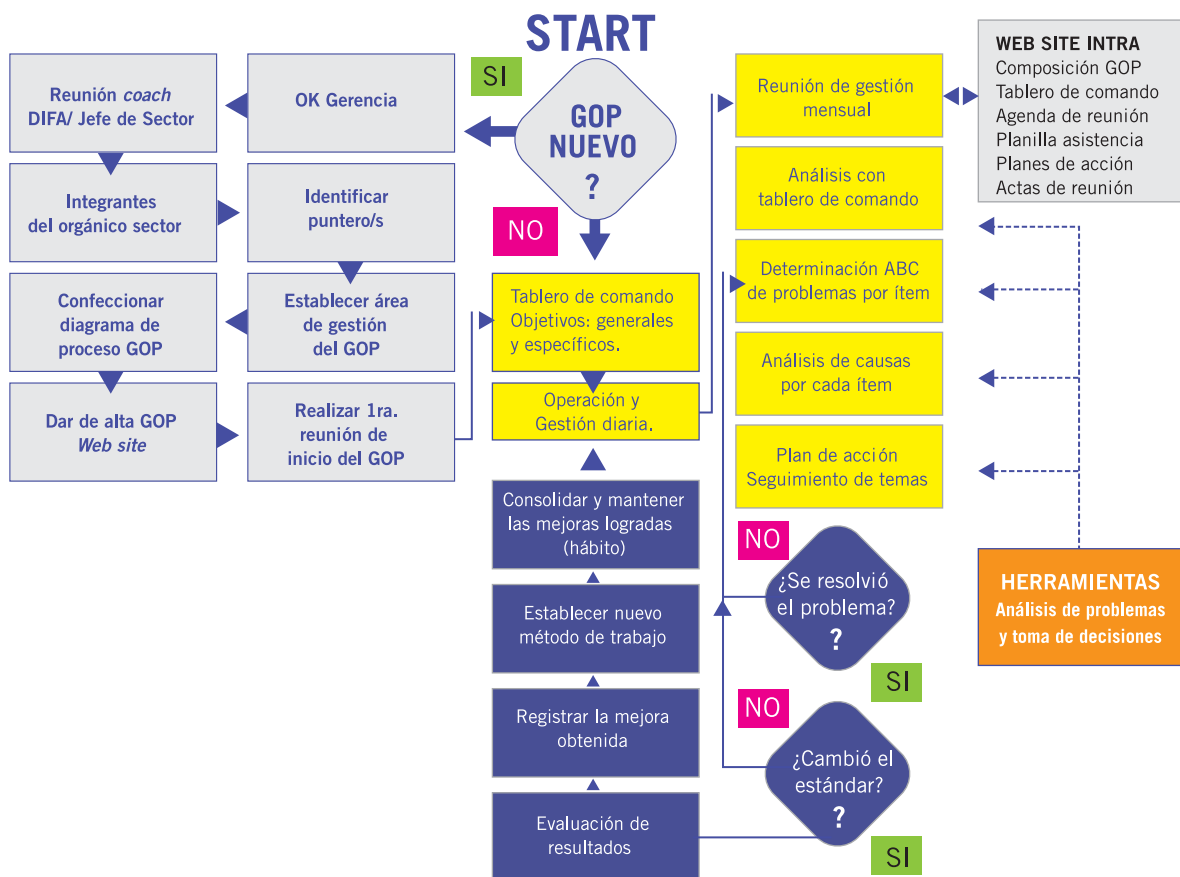 START
SI
GOP
NUEVO
?
NO
OK Gerencia
Reunión coach
DIFA/ Jefe de Sector
Integrantes
del orgánico sector
Identificar
puntero/s
Establecer área
de gestión
del GOP
Confeccionar
diagrama de
proceso GOP
Dar de alta GOP
Web site
Realizar 1ra.
reunión de
inicio del GOP
Tablero de comando
Objetivos: generales
y específicos.
Operación y
Gestión diaria.
Reunión de gestión
mensual
Análisis con
tablero de comando
Determinación ABC
de problemas por ítem
Análisis de causas
por cada ítem
Plan de acción
Seguimiento de temas
WEB SITE INTRA
Composición GOP
Tablero de comando
Agenda de reunión
Planilla asistencia
Planes de acción
Actas de reunión
HERRAMIENTAS
Análisis de problemas
y toma de decisiones
NO
¿Se resolvió
el problema?
?
SI
NO
¿Cambió el
estándar?
?
SI
Consolidar y mantener
las mejoras logradas
(hábito)
Establecer nuevo
método de trabajo
Registrar la mejora
obtenida
Evaluación de
resultados